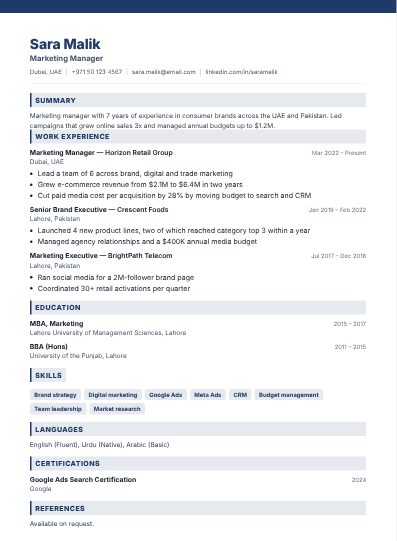 Sara Malik
Marketing Manager
Dubai, UAE | +971 50 123 4567 | sara.malik@email.com | linkedin.com/in/saramalik
SUMMARY
Marketing manager with 7 years of experience in consumer brands across the UAE and Pakistan. Led
campaigns that grew online sales 3x and managed annual budgets up to $1.2M.
WORK EXPERIENCE
Marketing Manager — Horizon Retail Group Mar 2022 – Present
Dubai, UAE
• Lead a team of 6 across brand, digital and trade marketing
• Grew e-commerce revenue from $2.1M to $6.4M in two years
• Cut paid media cost per acquisition by 28% by moving budget to search and CRM
Senior Brand Executive — Crescent Foods Jan 2019 – Feb 2022
Lahore, Pakistan
• Launched 4 new product lines, two of which reached category top 3 within a year
• Managed agency relationships and a $400K annual media budget
Marketing Executive — BrightPath Telecom Jul 2017 – Dec 2018
Lahore, Pakistan
• Ran social media for a 2M-follower brand page
• Coordinated 30+ retail activations per quarter
EDUCATION
MBA, Marketing 2015 – 2017
Lahore University of Management Sciences, Lahore
BBA (Hons) 2011 – 2015
University of the Punjab, Lahore
SKILLS
Brand strategy Digital marketing Google Ads Meta Ads CRM Budget management
Team leadership Market research
LANGUAGES
English (Fluent), Urdu (Native), Arabic (Basic)
CERTIFICATIONS
Google Ads Search Certification 2024
Google
REFERENCES
Available on request.